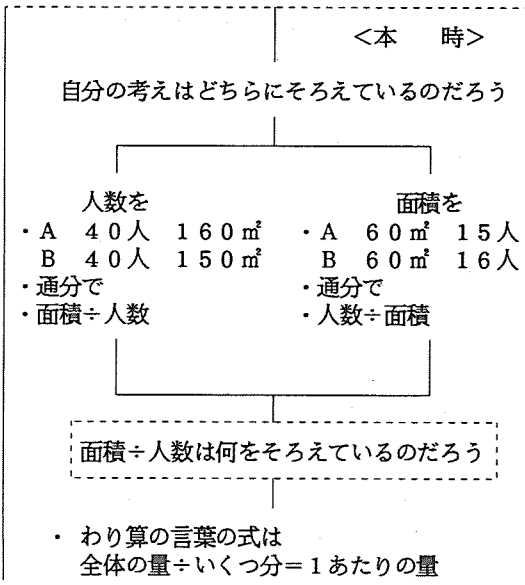 <本　時>
自分の考えはどちらにそろえているのだろう
人数を
・A　40人　160㎡
B　40人　150㎡
・通分で
・面積÷人数
面積を
・A　60㎡　15人
B　60㎡　16人
・通分で
・人数÷面積
面積÷人数は何をそろえているのだろう
・ わり算の言葉の式は
全体の量÷いくつ分=1あたりの量